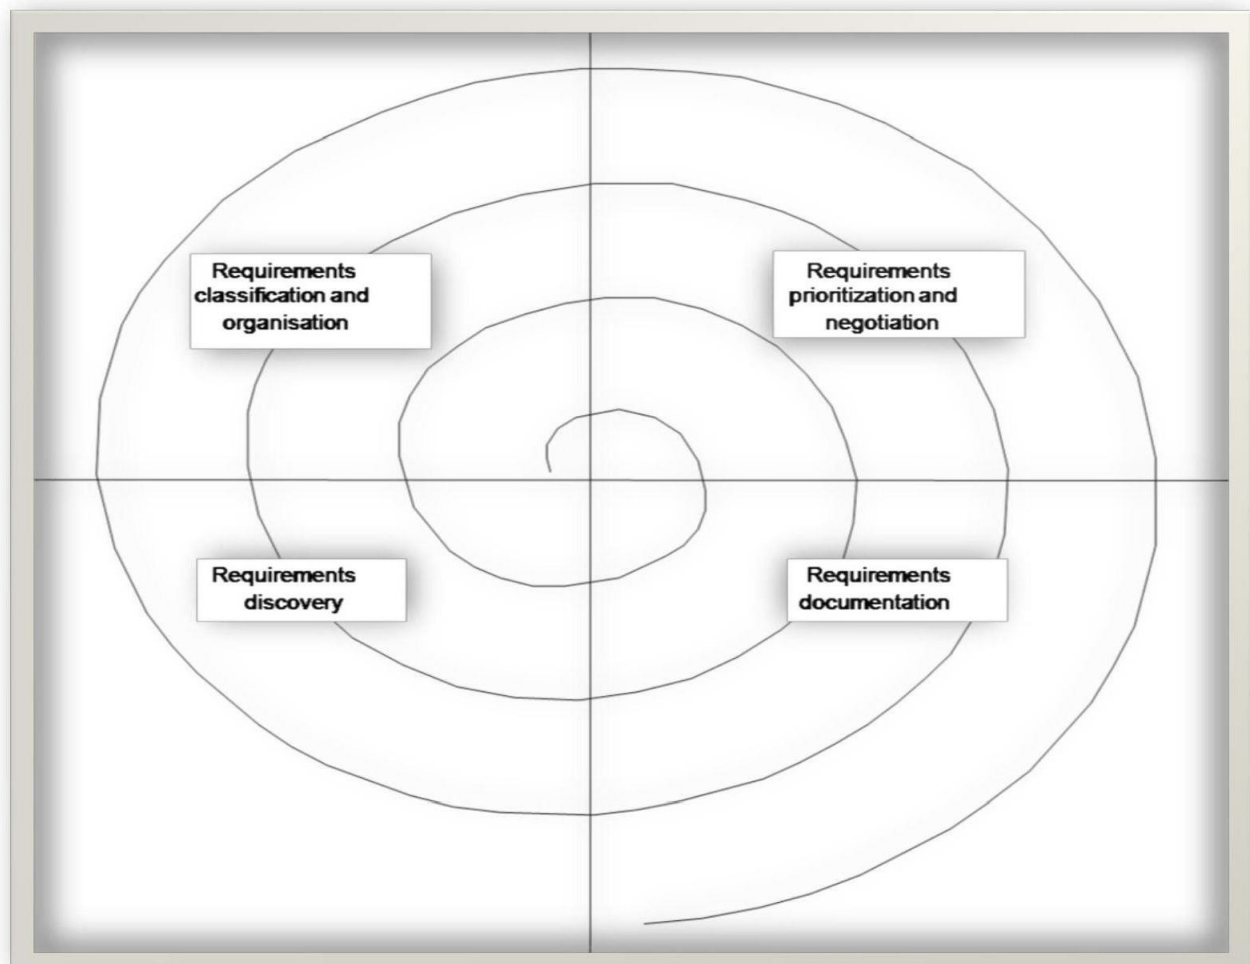 Requirements
classification and
organisation
Requirements
prioritization and
negotiation
Requirements
discovery
Requirements
documentation